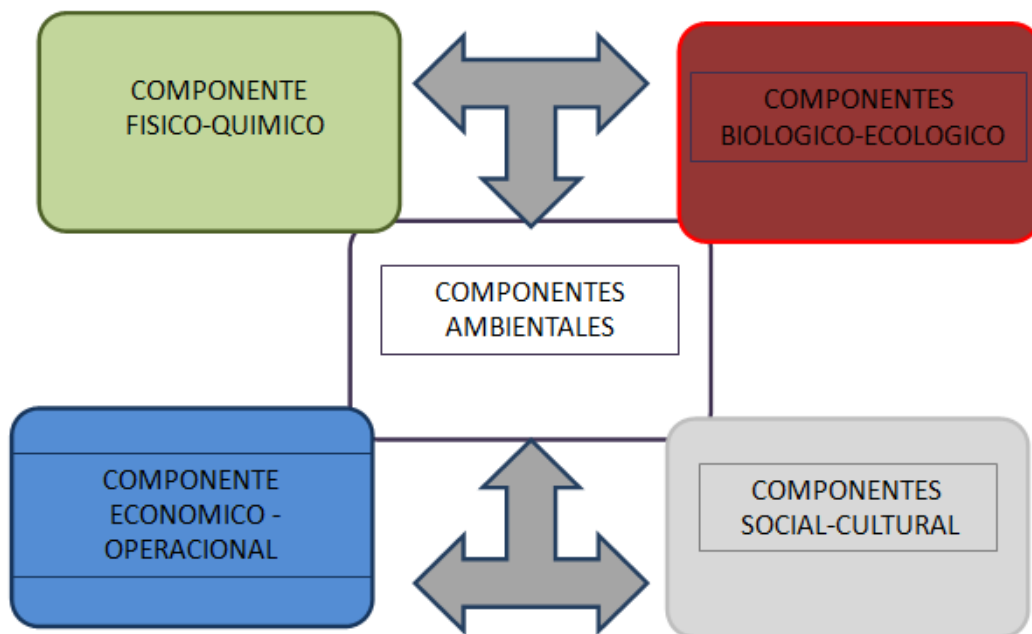 COMPONENTE
FISICO-QUIMICO
COMPONENTES
BIOLOGICO-ECOLOGICO
COMPONENTES
AMBIENTALES
COMPONENTE
ECONOMICO -
OPERACIONAL
COMPONENTES
SOCIAL-CULTURAL